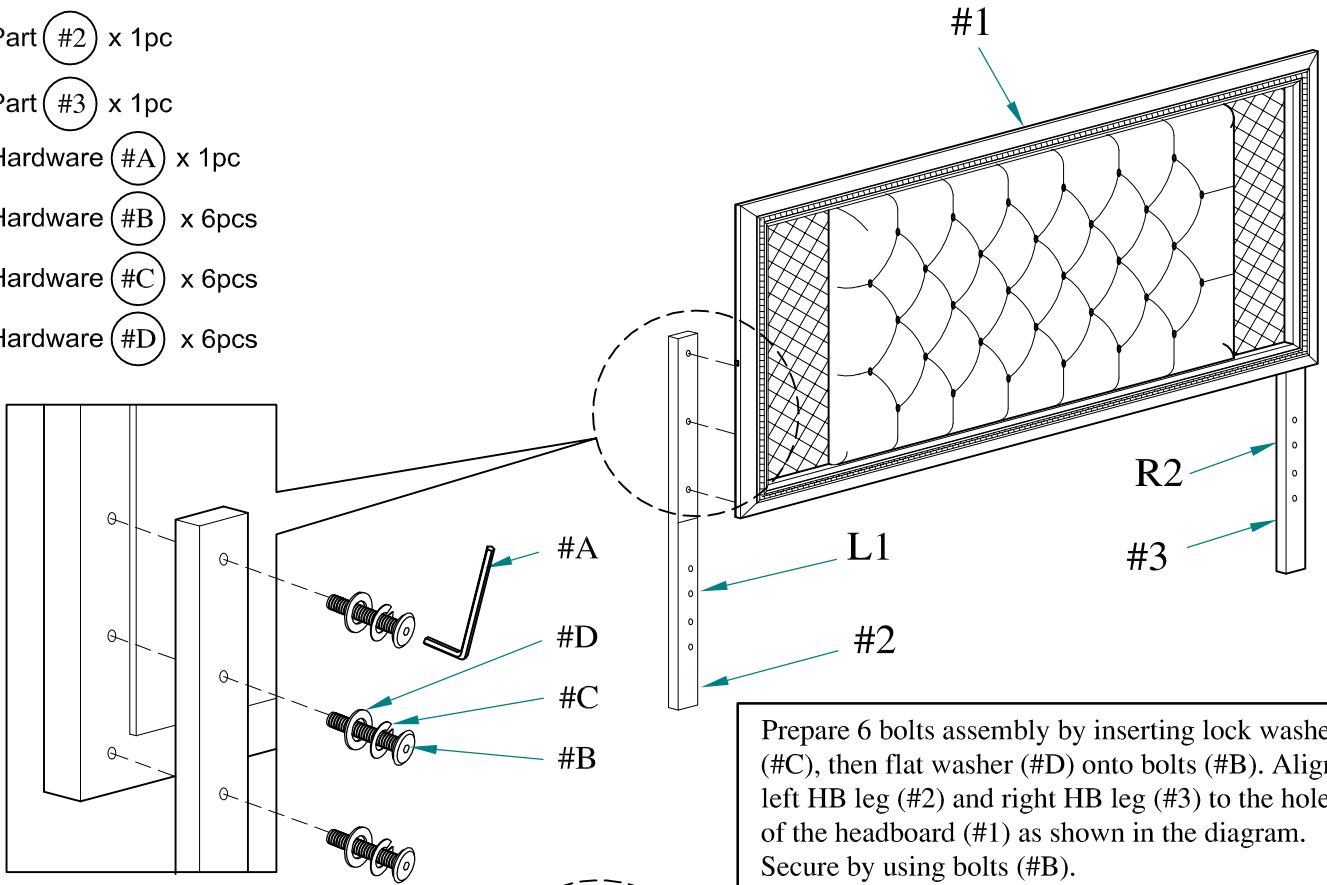 Part #2 x 1pc
Part #3 x 1pc
Hardware #A x 1pc
Hardware #B x 6pcs
Hardware #C x 6pcs
Hardware #D x 6pcs
#1
R2
#3
L1
#2
#A
#D
#C
#B
Prepare 6 bolts assembly by inserting lock washe
(#C), then flat washer (#D) onto bolts (#B). Align
left HB leg (#2) and right HB leg (#3) to the hole
of the headboard (#1) as shown in the diagram.
Secure by using bolts (#B).